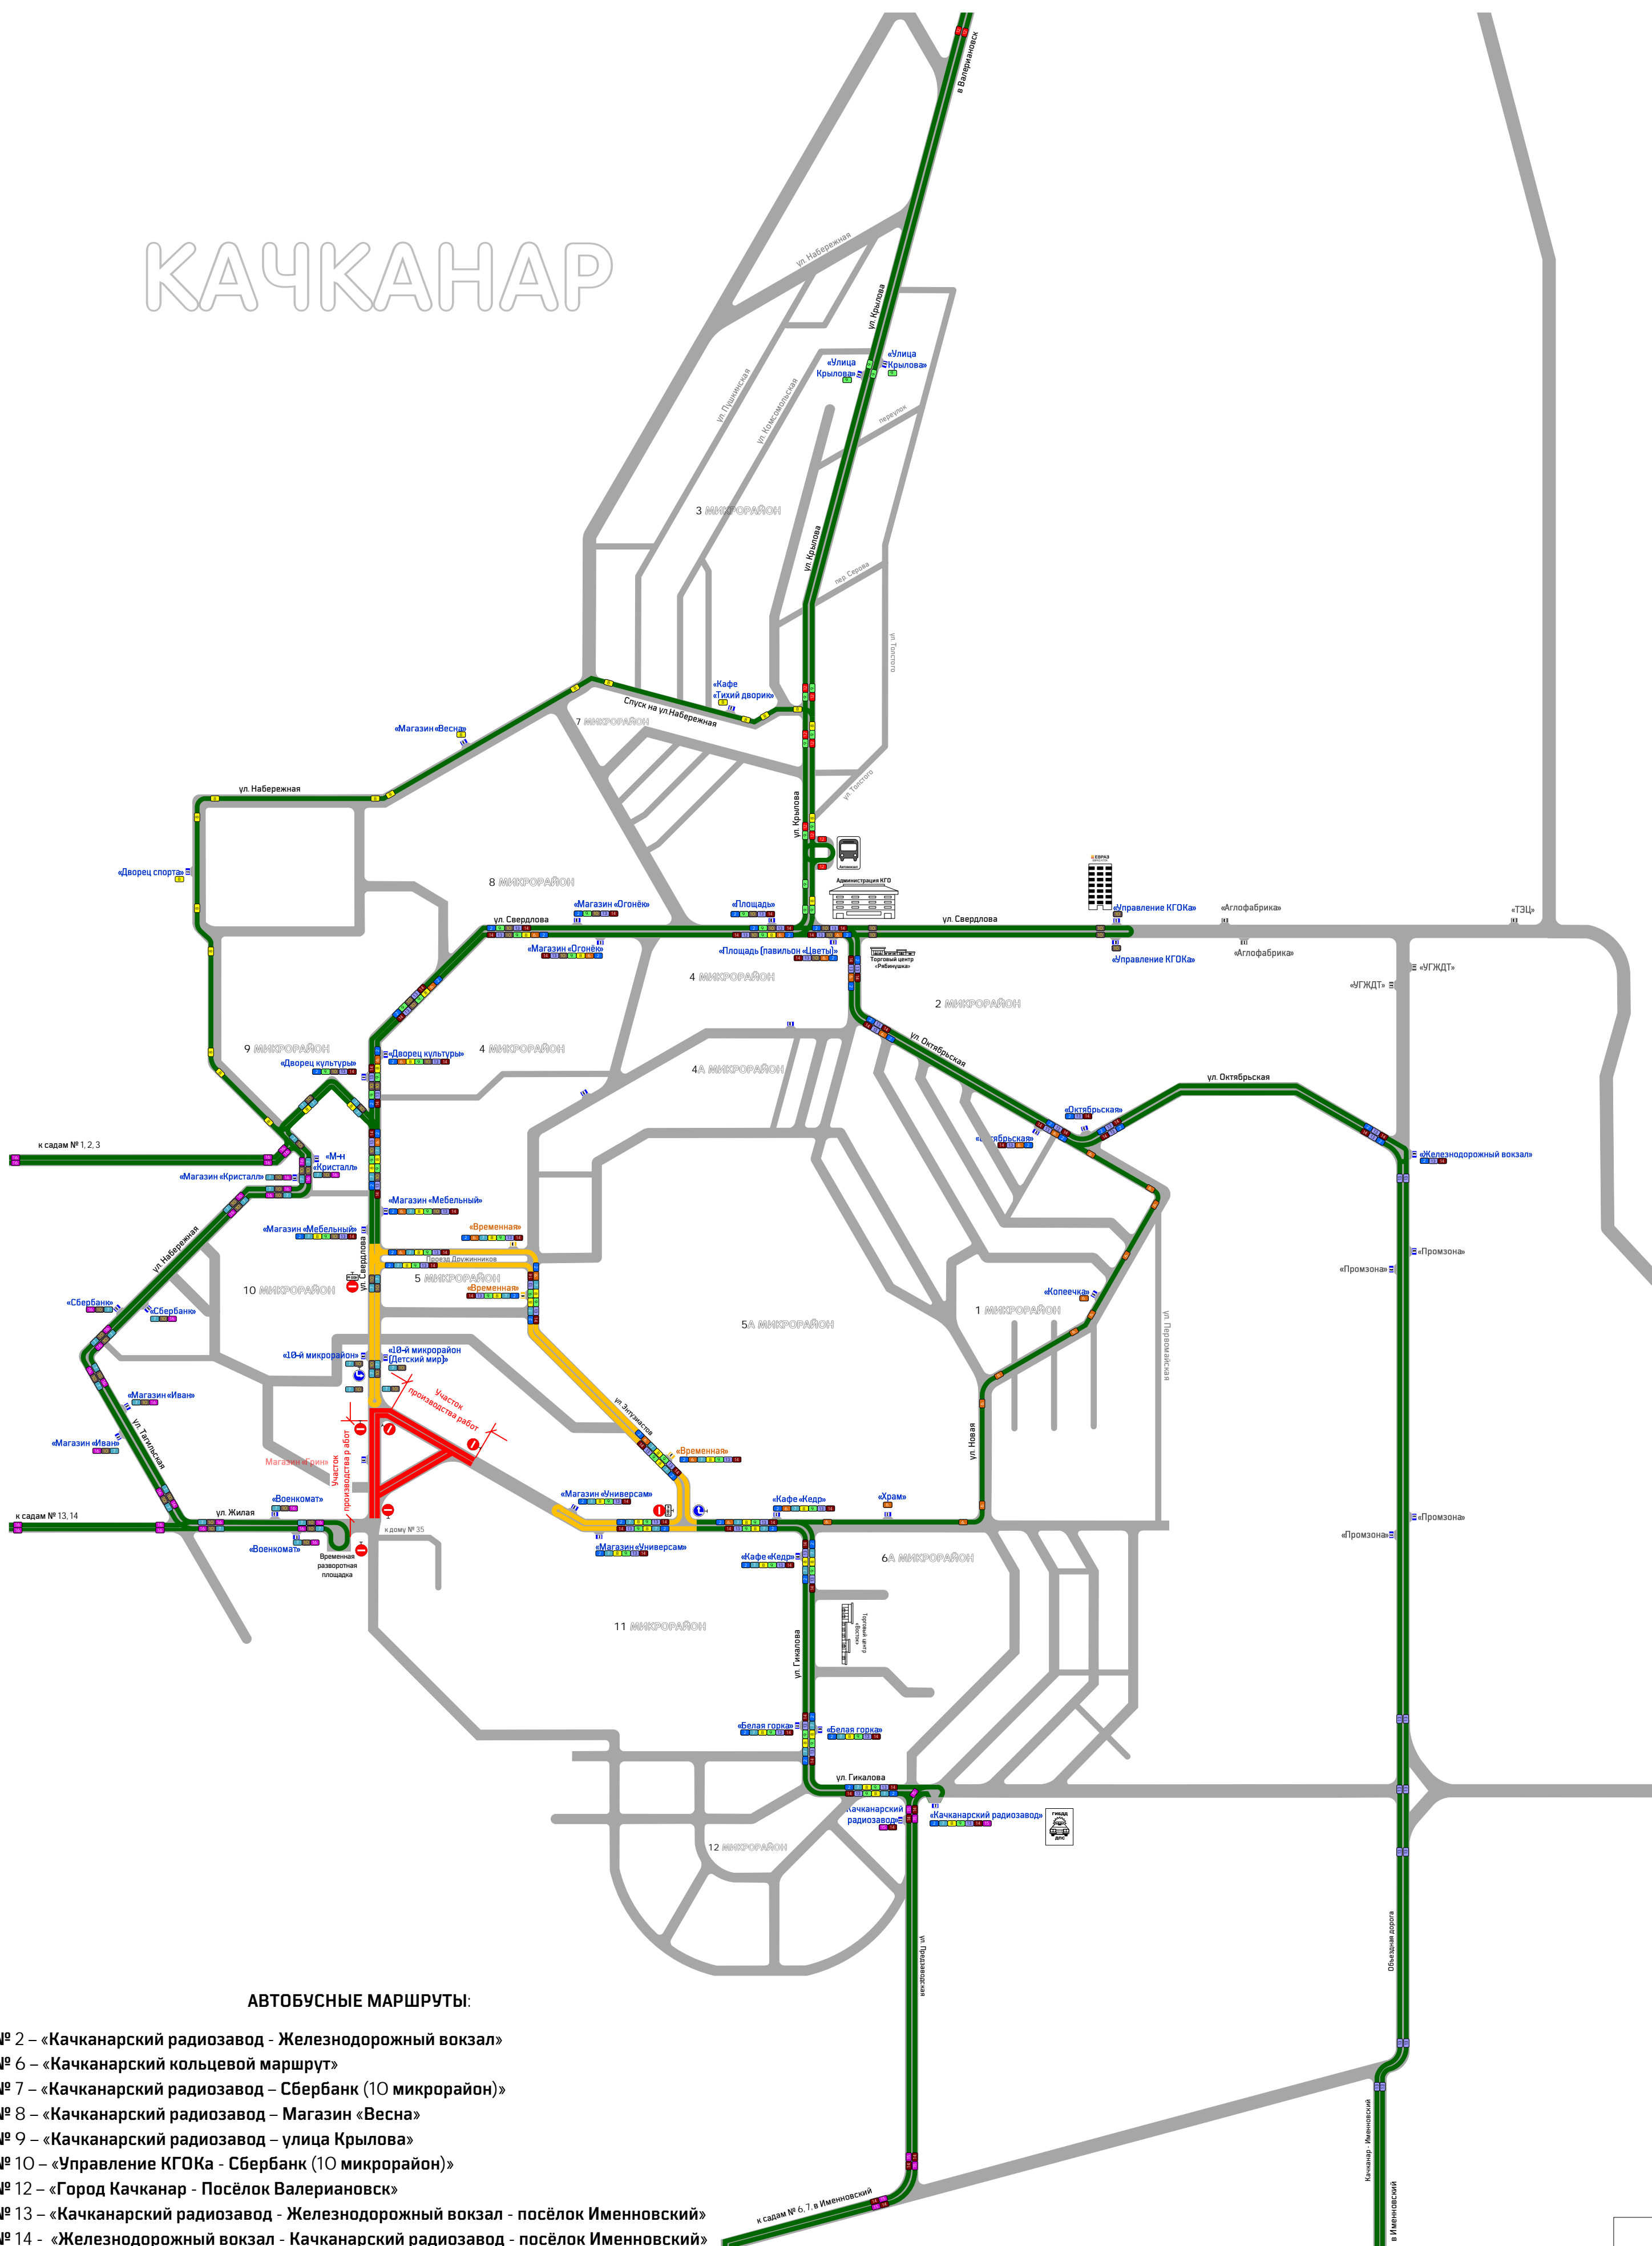 в Валериановск
КАЧКАНАР
ул. Набережная
ул. Крылова
«Улица
Крылова»
«Улица
Крылова»
ул. Пушкинская
ул. Комсомольская
переулок
3 МИКРОРАЙОН
ул. Крылова
пер. Серова
ул. Толстого
«Кафе
«Тихий дворик»
Спуск на ул.Набережная
7 МИКРОРАЙОН
«Магазин «Весна»
ул. Набережная
ул. Толстого
ул. Крылова
Автовокзал
«Дворец спорта»
8 МИКРОРАЙОН
Администрация КГО
ЕВРАЗ
«Магазин «Огонёк»
«Площадь»
«Управление КГОКа»
«Аглофабрика»
«ТЭЦ»
ул. Свердлова
ул. Свердлова
«Магазин «Огонёк»
«Площадь (павильон «Цветы)»
Торговый центр
«Рябинушка»
«Управление КГОКа»
«Аглофабрика»
«УГЖДТ»
«УГЖДТ»
4 МИКРОРАЙОН
2 МИКРОРАЙОН
9 МИКРОРАЙОН
4 МИКРОРАЙОН
ул. Октябрьская
«Дворец культуры»
«Дворец культуры»
4А МИКРОРАЙОН
ул. Октябрьская
«Октябрьская»
«Октябрьская»
к садам № 1, 2, 3
«М-н
«Кристалл»
«Магазин «Кристалл»
«Железнодорожный вокзал»
«Магазин «Мебельный»
«Магазин «Мебельный»
«Временная»
ул. Набережная
ул. Свердлова
Проезд Дружинников
«Промзона»
«Промзона»
5 МИКРОРАЙОН
10 МИКРОРАЙОН
«Временная»
«Копеечка»
«Сбербанк»
«Сбербанк»
1 МИКРОРАЙОН
5А МИКРОРАЙОН
ул. Первомайская
«10-й микрорайон»
«10-й микрорайон
(Детский мир)»
«Магазин «Иван»
Участок
производства работ
ул. Энтузиастов
ул. Тагильская
«Магазин «Иван»
Магазин «Грин»
Участок
производства р абот
«Временная»
ул. Новая
«Военкомат»
«Магазин «Универсам»
«Кафе «Кедр»
«Храм»
к садам № 13, 14
ул. Жилая
к дому № 35
«Промзона»
«Промзона»
«Военкомат»
Временная
разворотная
площадка
«Магазин «Универсам»
«Кафе «Кедр»
6А МИКРОРАЙОН
11 МИКРОРАЙОН
ул. Гикалова
Торговый центр
«Восток»
«Белая горка»
«Белая горка»
ул. Гикалова
Качканарский
радиозавод»
«Качканарский радиозавод»
ГИБДД
ДПС
12 МИКРОРАЙОН
ул. Предзаводская
Объездная дорога
АВТОБУСНЫЕ МАРШРУТЫ:
№ 2 – «Качканарский радиозавод - Железнодорожный вокзал»
№ 6 – «Качканарский кольцевой маршрут»
№ 7 – «Качканарский радиозавод – Сбербанк (10 микрорайон)»
№ 8 – «Качканарский радиозавод – Магазин «Весна»
№ 9 – «Качканарский радиозавод – улица Крылова»
№ 10 – «Управление КГОКа - Сбербанк (10 микрорайон)»
№ 12 – «Город Качканар - Посёлок Валериановск»
№ 13 – «Качканарский радиозавод - Железнодорожный вокзал - посёлок Именновский»
№ 14 - «Железнодорожный вокзал - Качканарский радиозавод - посёлок Именновский»
к садам № 6, 7, в Именновский
Качканар - Именновский
в Именновский